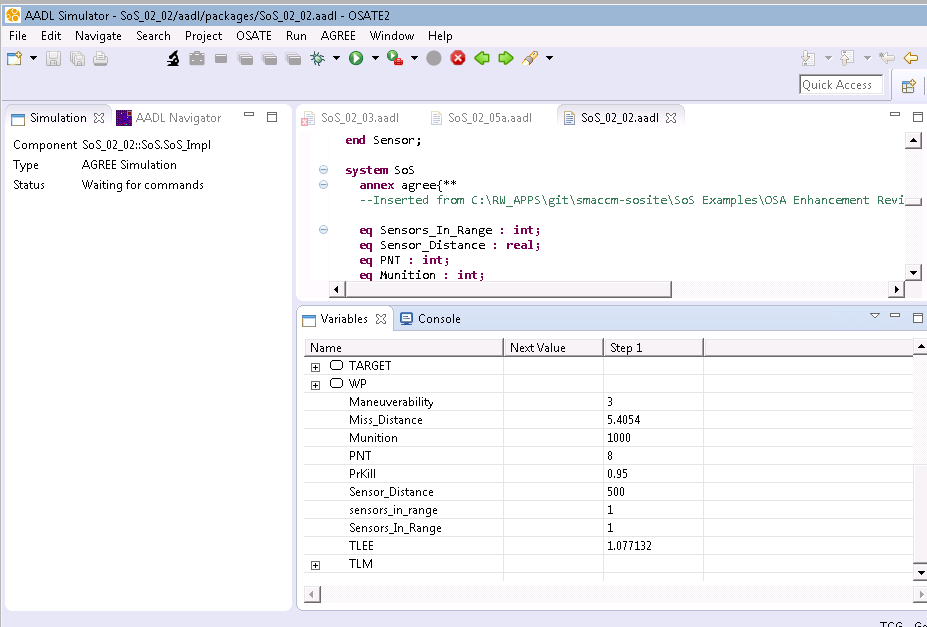 AADL Simulator - SoS_02_02/aadl/packages/SoS_02_02.aadl - OSATE2
File Edit Navigate Search Project OSATE Run AGREE Window Help
Quick Access
Simulation AADL Navigator
Component SoS_02_02::SoS.SoS_Impl
Type AGREE Simulation
Status Waiting for commands
SoS_02_03.aadl SoS_02_05a.aadl SoS_02_02.aadl
end Sensor;
system SoS
annex agree{**
--Inserted from C:\RW_APPS\git\smaccm-sosite\SoS Examples\OSA Enhancement Revi
eq Sensors_In_Range : int;
eq Sensor_Distance : real;
eq PNT : int;
eq Munition : int;
Variables Console
Name Next Value Step 1
TARGET
WP
Maneuverability 3
Miss_Distance 5.4054
Munition 1000
PNT 8
PrKill 0.95
Sensor_Distance 500
sensors_in_range 1
Sensors_In_Range 1
TLEE 1.077132
TLM